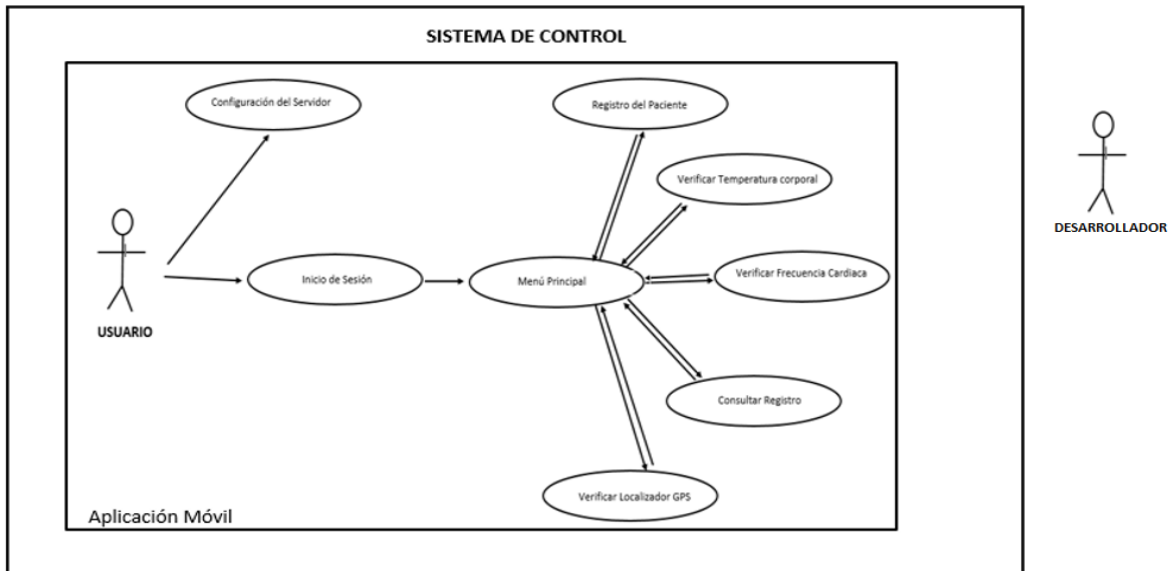 SISTEMA DE CONTROL
Configuración del Servidor
Registro del Paciente
Verificar Temperatura corporal
DESARROLLADOR
Inicio de Sesión
Menú Principal
Verificar Frecuencia Cardiaca
USUARIO
Consultar Registro
Verificar Localizador GPS
Aplicación Móvil